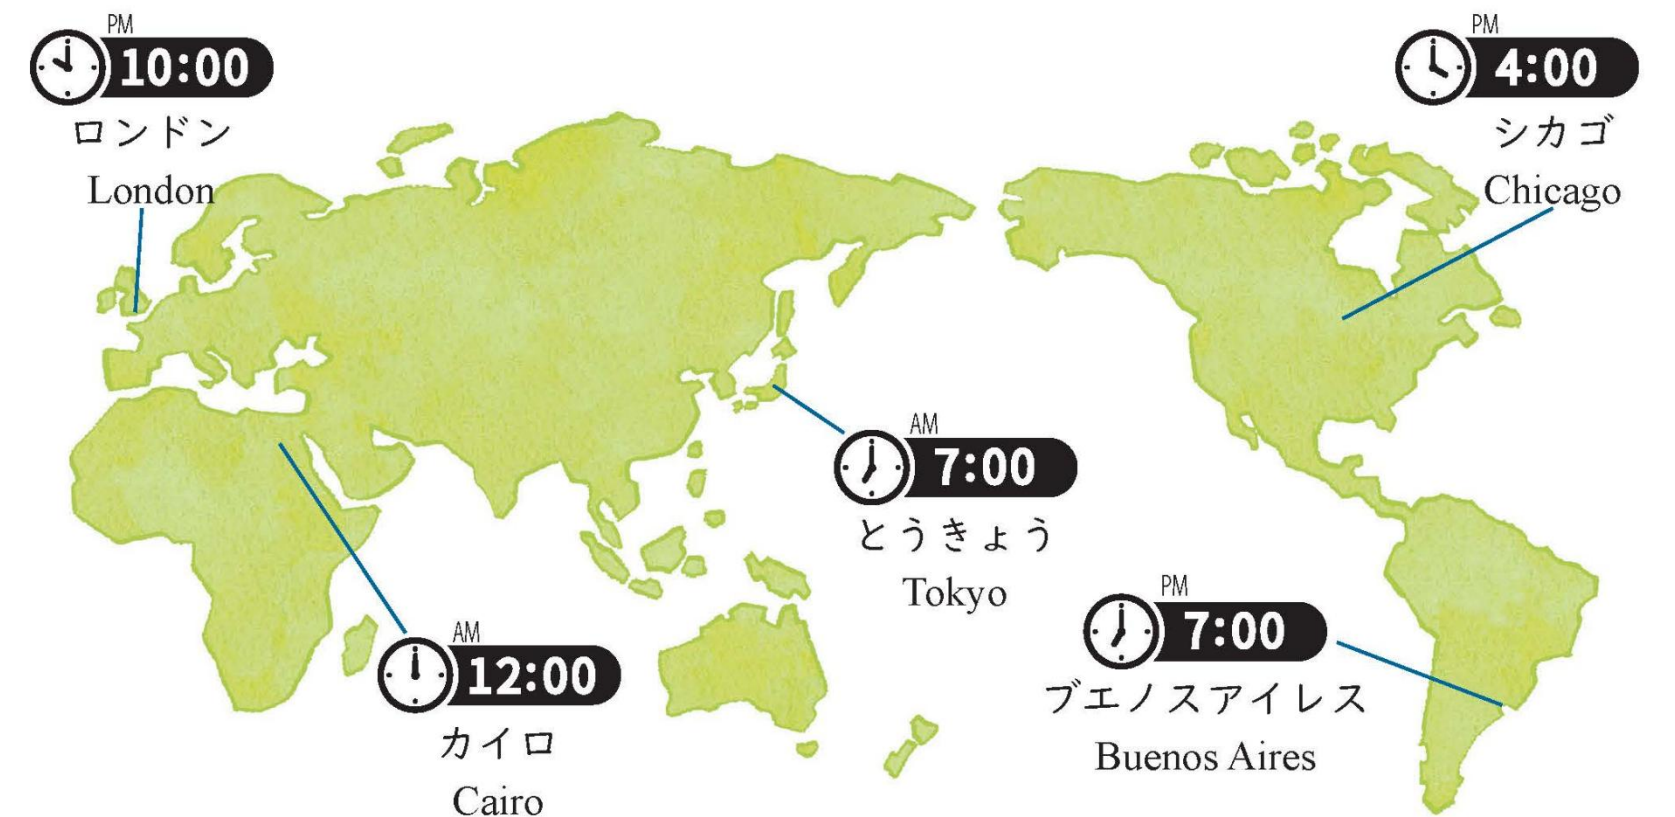 PM
10:00
ロンドン
London
PM
4:00
シカゴ
Chicago
AM
7:00
とうきょう
Tokyo
PM
7:00
ブエノスアイレス
Buenos Aires
AM
12:00
カイロ
Cairo